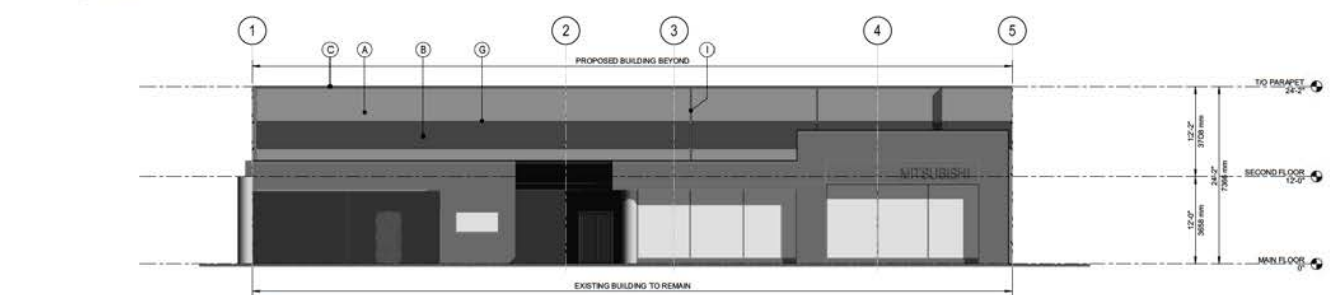 1 2 3 4 5
C A B G I
PROPOSED BUILDING BEYOND
T/O PARAPET
24'-2"
12'-2"
3708 mm
24'-2"
7366 mm
MITSUBISHI
SECOND FLOOR
12'-0"
12'-0"
3658 mm
MAIN FLOOR
0"
EXISTING BUILDING TO REMAIN